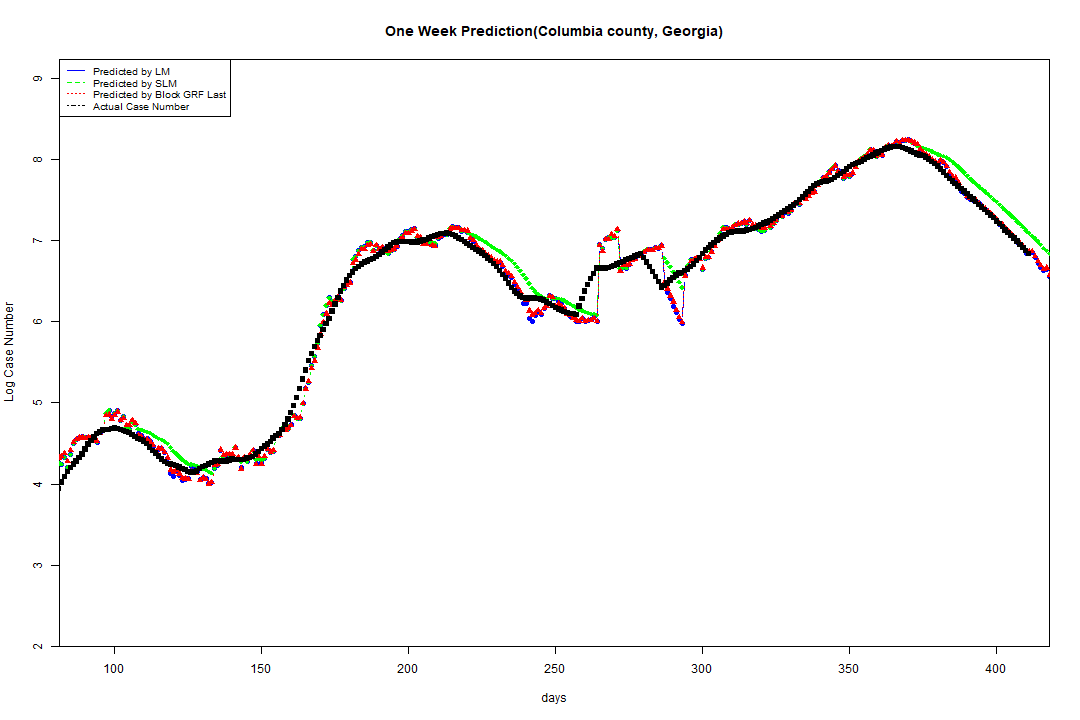 One Week Prediction(Columbia county, Georgia)
Predicted by LM
Predicted by SLM
Predicted by Block GRF Last
Actual Case Number
9
8
7
6
5
4
3
2
Log Case Number
100 150 200 250 300 350 400
days